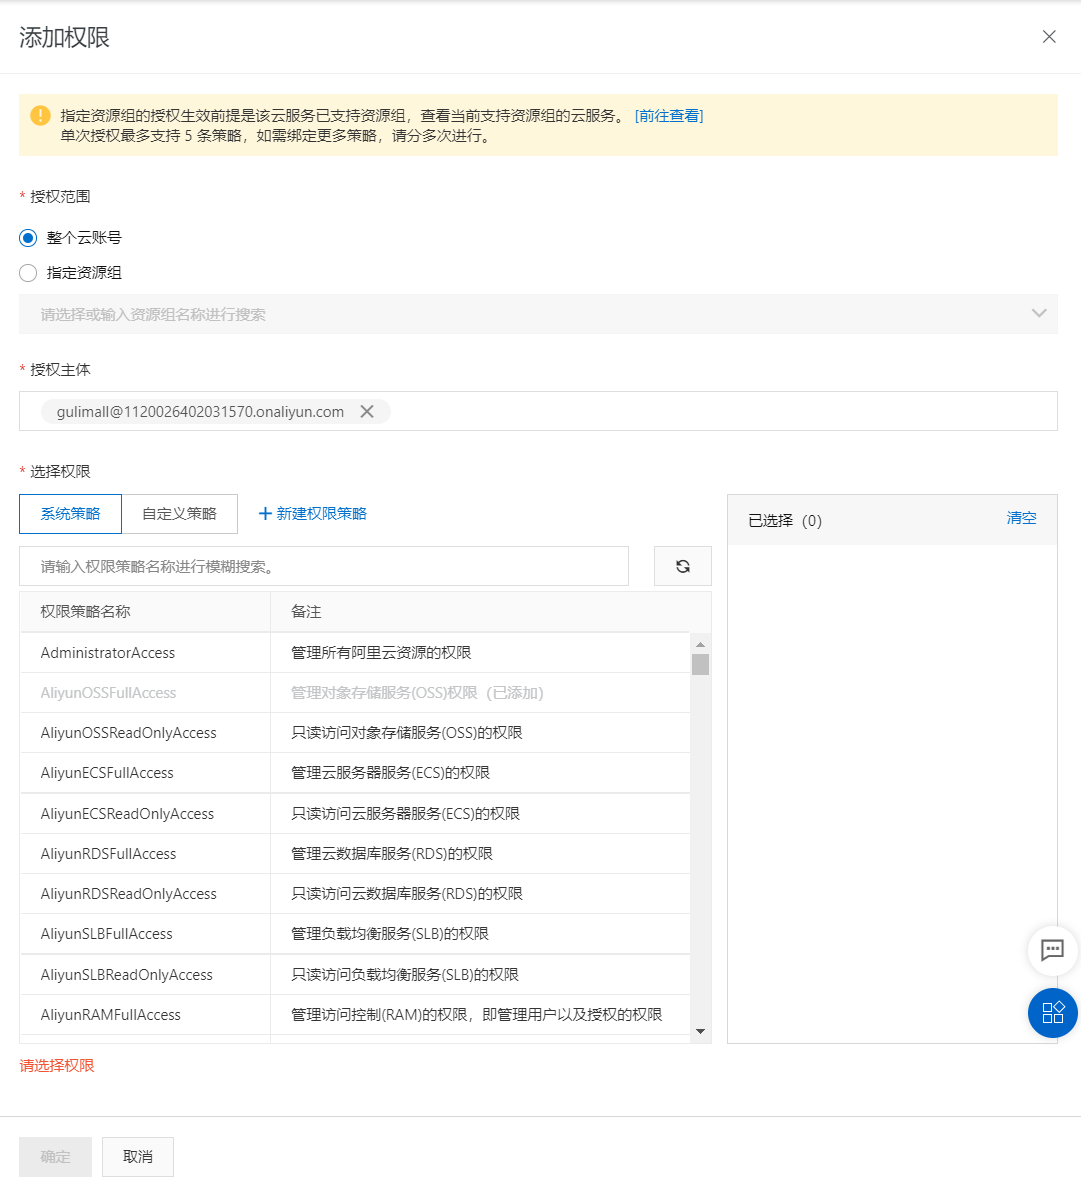 添加权限
指定资源组的授权生效前提是该云服务已支持资源组，查看当前支持资源组的云服务。 [前往查看]
单次授权最多支持 5 条策略，如需绑定更多策略，请分多次进行。
* 授权范围
整个云账号
指定资源组
请选择或输入资源组名称进行搜索
* 授权主体
gulimall@1120026402031570.onaliyun.com
* 选择权限
系统策略 自定义策略 + 新建权限策略
已选择（0） 清空
请输入权限策略名称进行模糊搜索。
权限策略名称 备注
AdministratorAccess 管理所有阿里云资源的权限
AliyunOSSFullAccess 管理对象存储服务(OSS)权限（已添加）
AliyunOSSReadOnlyAccess 只读访问对象存储服务(OSS)的权限
AliyunECSFullAccess 管理云服务器服务(ECS)的权限
AliyunECSReadOnlyAccess 只读访问云服务器服务(ECS)的权限
AliyunRDSFullAccess 管理云数据库服务(RDS)的权限
AliyunRDSReadOnlyAccess 只读访问云数据库服务(RDS)的权限
AliyunSLBFullAccess 管理负载均衡服务(SLB)的权限
AliyunSLBReadOnlyAccess 只读访问负载均衡服务(SLB)的权限
AliyunRAMFullAccess 管理访问控制(RAM)的权限，即管理用户以及授权的权限
请选择权限
确定 取消